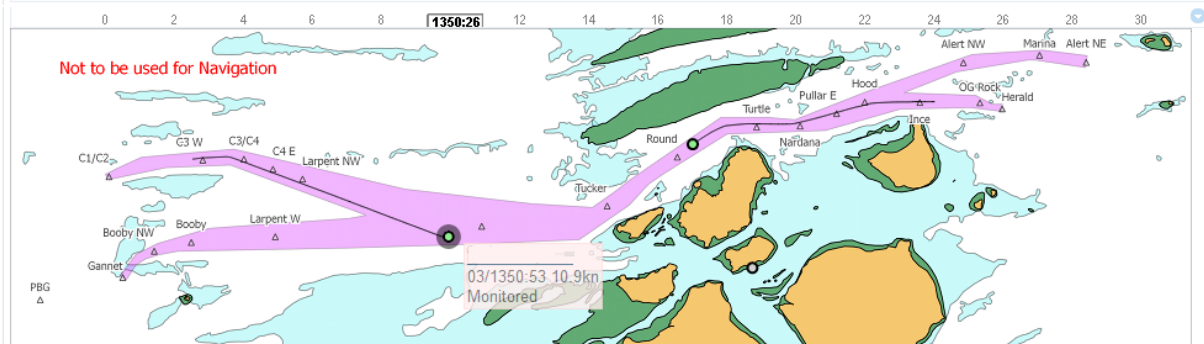 0 2 4 1350:26 12 14 16 18 20 22 24 26 28 30
Not to be used for Navigation
Alert NW Marina Alert NE
Hood
Pullar E OG Rock
Turtle Herald
Round Ince
Nardana
C3 W C3/C4
C1/C2 C4 E
Larpent NW
Tucker
Larpent W
Booby
Booby NW
Gannet
03/1350:53 10.9kn
Monitored
PBG